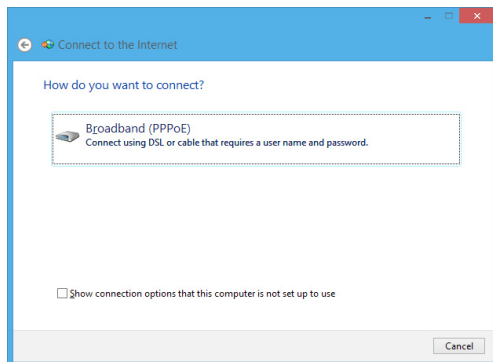 Connect to the Internet
How do you want to connect?
Broadband (PPPoE)
Connect using DSL or cable that requires a user name and password.
Show connection options that this computer is not set up to use
Cancel